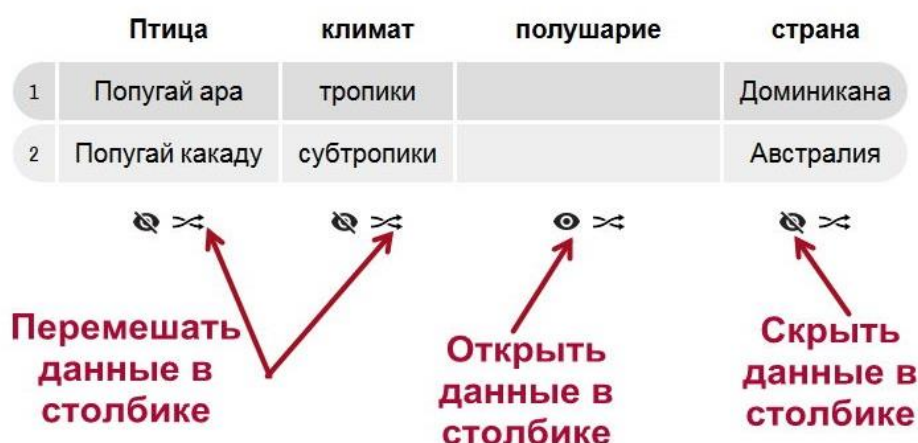 Птица климат полушарие страна
1 Попугай ара тропики Доминикана
2 Попугай какаду субтропики Австралия
Перемешать
данные в
столбике
Открыть
данные в
столбике
Скрыть
данные в
столбике